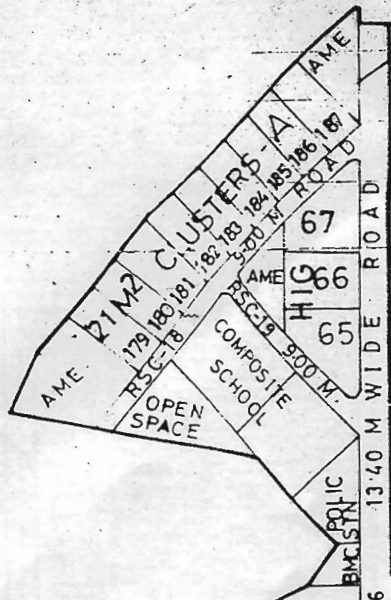 AME
21 M2 CLUSTERS-A
179 180 181 182 183 184 185 186 187
AME
RSC-18 9·00 M ROAD
67
AME
HIG 66
65
RSC-19 9·00 M.
COMPOSITE
SCHOOL
OPEN
SPACE
13·40 M WIDE ROAD
POLIC
STN
BMC
6